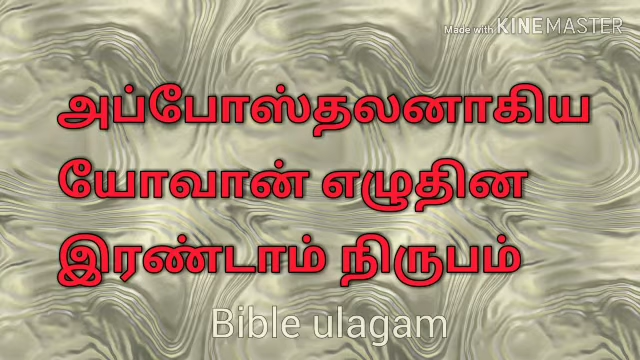 Made with KINEMASTER
அப்போஸ்தலனாகிய
யோவான் எழுதின
இரண்டாம் நிருபம்
Bible ulagam